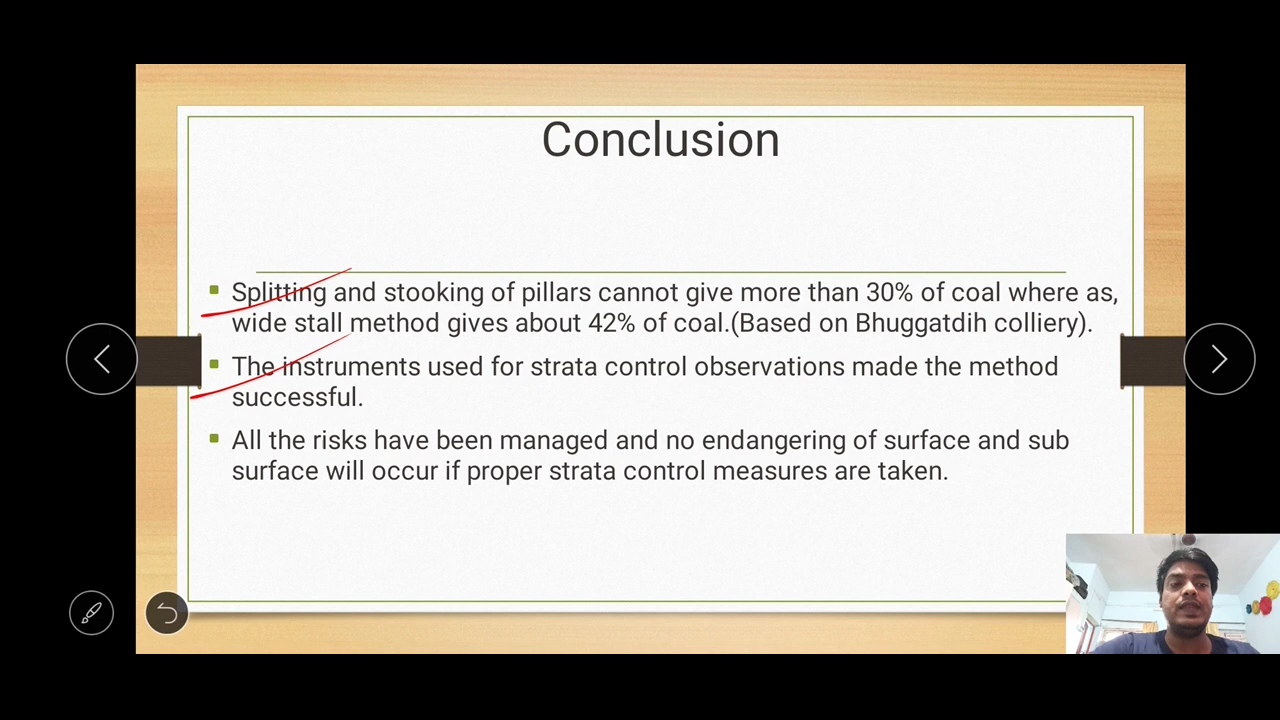 Conclusion
Splitting and stooking of pillars cannot give more than 30% of coal where as,
wide stall method gives about 42% of coal.(Based on Bhuggatdih colliery).
The instruments used for strata control observations made the method
successful.
All the risks have been managed and no endangering of surface and sub
surface will occur if proper strata control measures are taken.